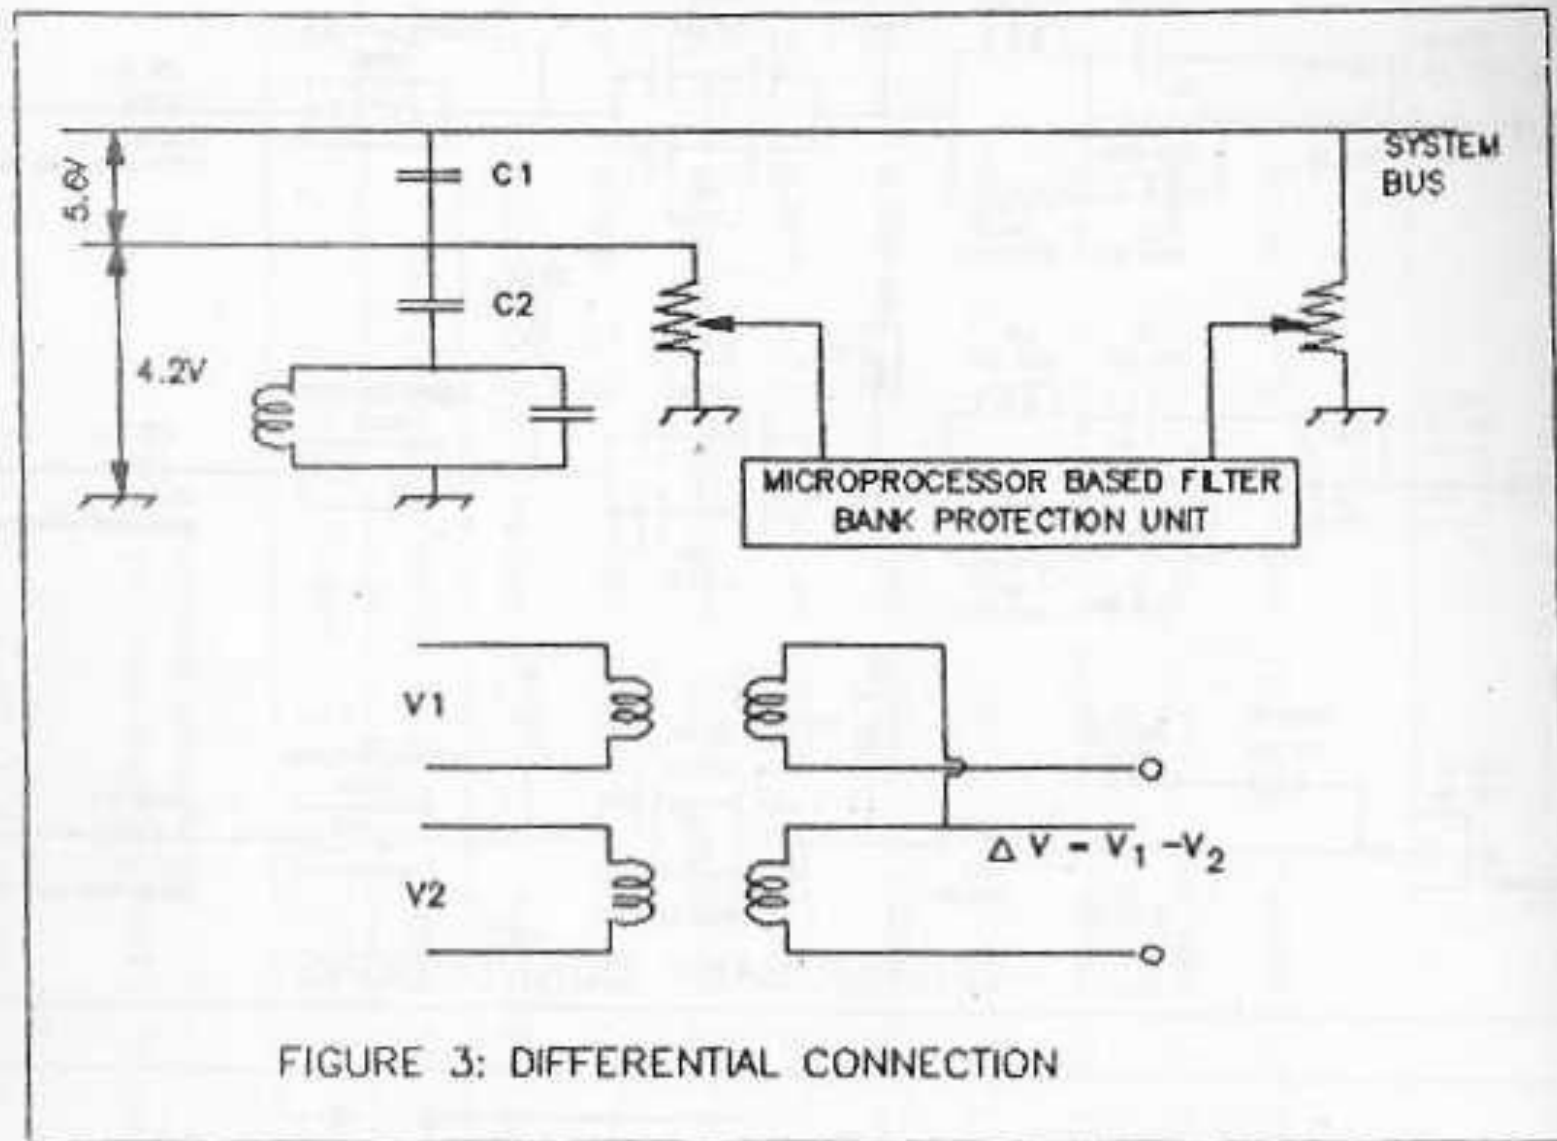 SYSTEM
BUS
C1
5.6V
C2
4.2V
MICROPROCESSOR BASED FILTER
BANK PROTECTION UNIT
V1
Δ V = V₁ -V₂
V2
FIGURE 3: DIFFERENTIAL CONNECTION